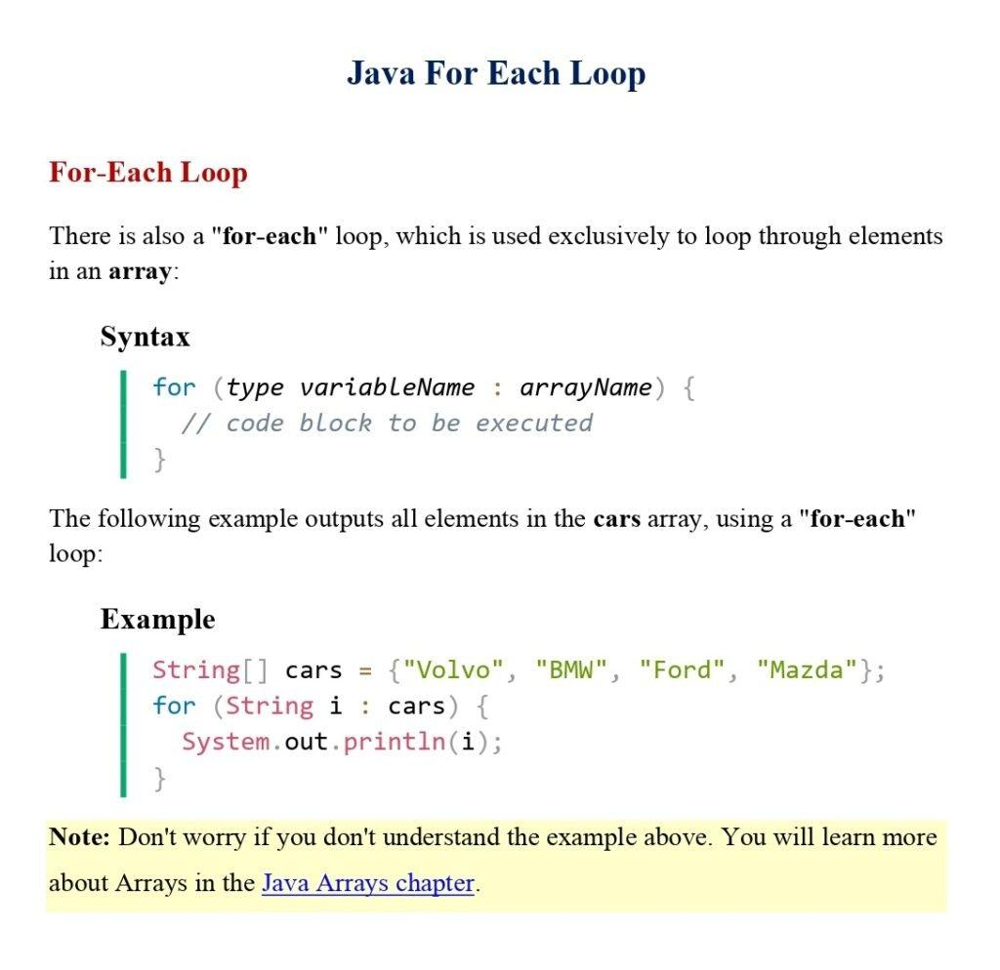 Java For Each Loop
For-Each Loop
There is also a "for-each" loop, which is used exclusively to loop through elements
in an array:
Syntax
for (type variableName : arrayName) {
  // code block to be executed
}
The following example outputs all elements in the cars array, using a "for-each"
loop:
Example
String[] cars = {"Volvo", "BMW", "Ford", "Mazda"};
for (String i : cars) {
  System.out.println(i);
}
Note: Don't worry if you don't understand the example above. You will learn more
about Arrays in the Java Arrays chapter.